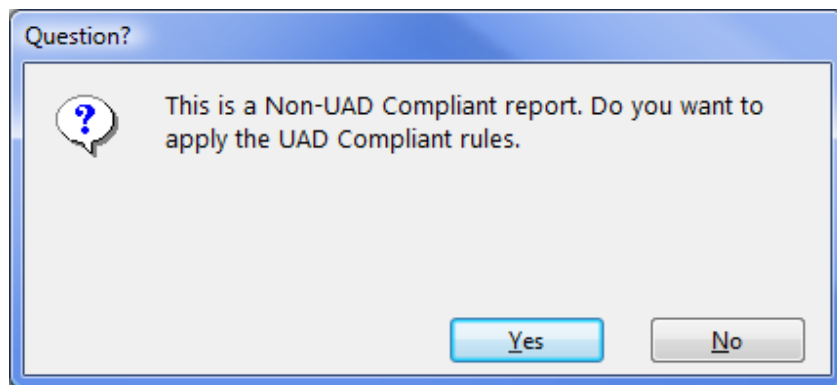 Question?
This is a Non-UAD Compliant report. Do you want to
apply the UAD Compliant rules.
Yes
No